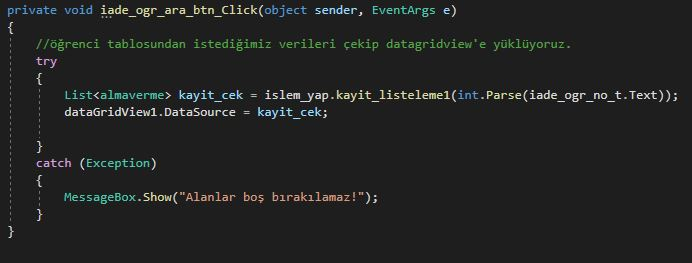 private void iade_ogr_ara_btn_Click(object sender, EventArgs e)
{
//öğrenci tablosundan istediğimiz verileri çekip datagridview'e yüklüyoruz.
try
{
List<almaverme> kayit_cek = islem_yap.kayit_listeleme1(int.Parse(iade_ogr_no_t.Text));
dataGridView1.DataSource = kayit_cek;
}
catch (Exception)
{
MessageBox.Show("Alanlar boş bırakılamaz!");
}
}